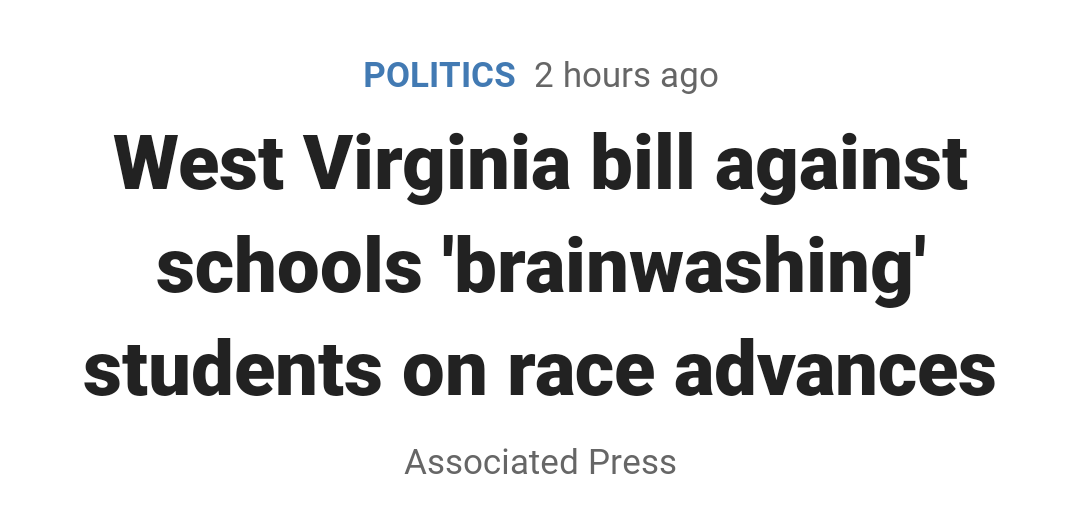 POLITICS 2 hours ago
West Virginia bill against
schools 'brainwashing'
students on race advances
Associated Press